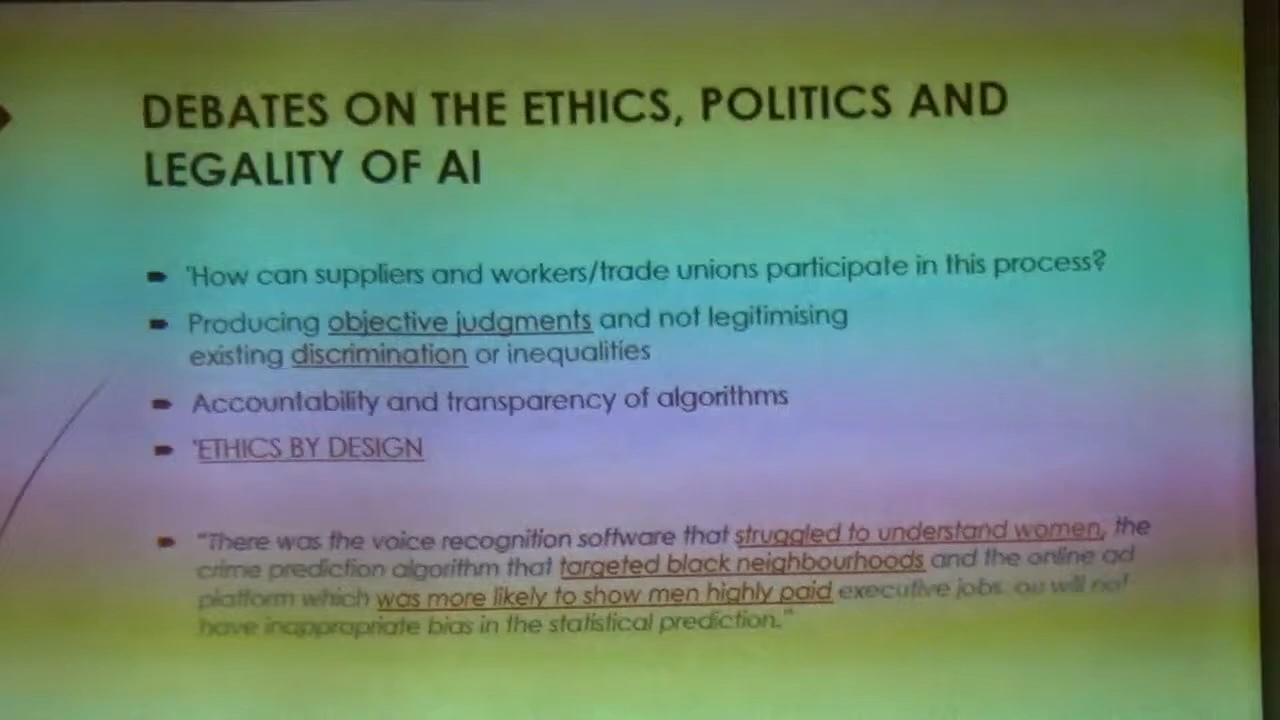 DEBATES ON THE ETHICS, POLITICS AND
LEGALITY OF AI
'How can suppliers and workers/trade unions participate in this process?
Producing objective judgments and not legitimising
existing discrimination or inequalities
Accountability and transparency of algorithms
'ETHICS BY DESIGN
"There was the voice recognition software that struggled to understand women, the
crime prediction algorithm that targeted black neighbourhoods and the online ad
platform which was more likely to show men highly paid executive jobs. ou will not
have inappropriate bias in the statistical prediction."